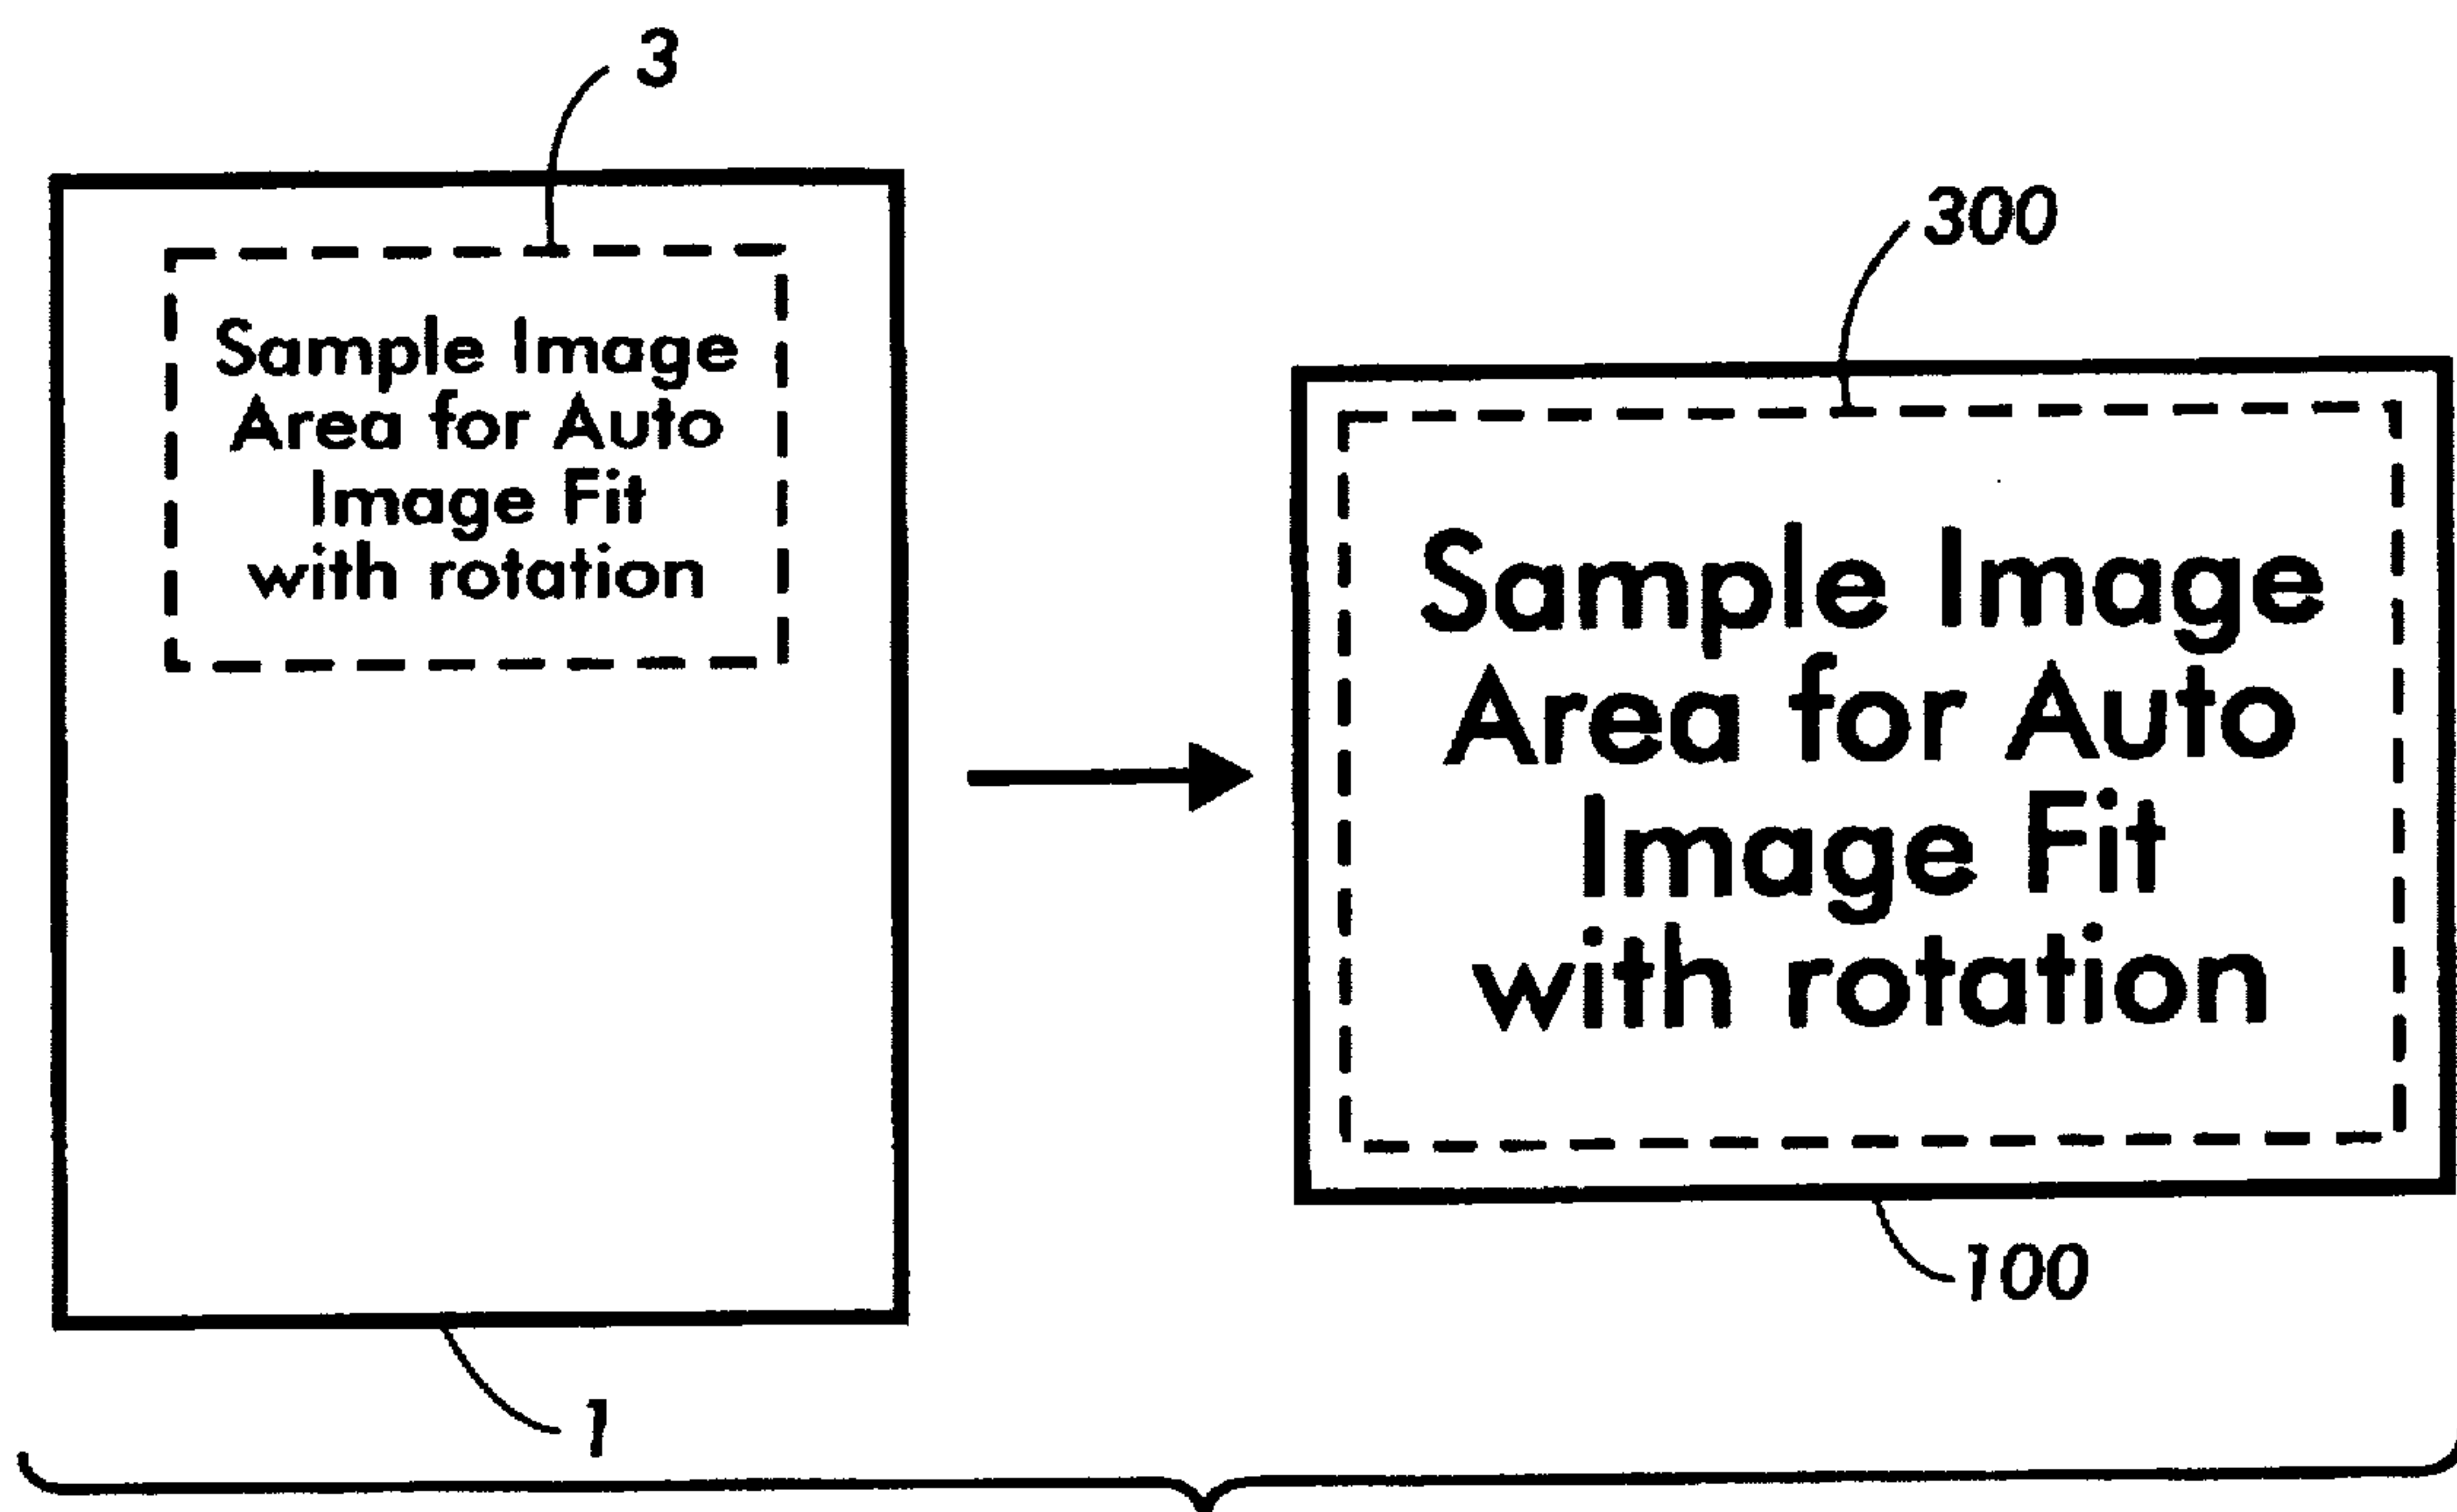 3
Sample Image
Area for Auto
Image Fit
with rotation
1
300
Sample Image
Area for Auto
Image Fit
with rotation
100